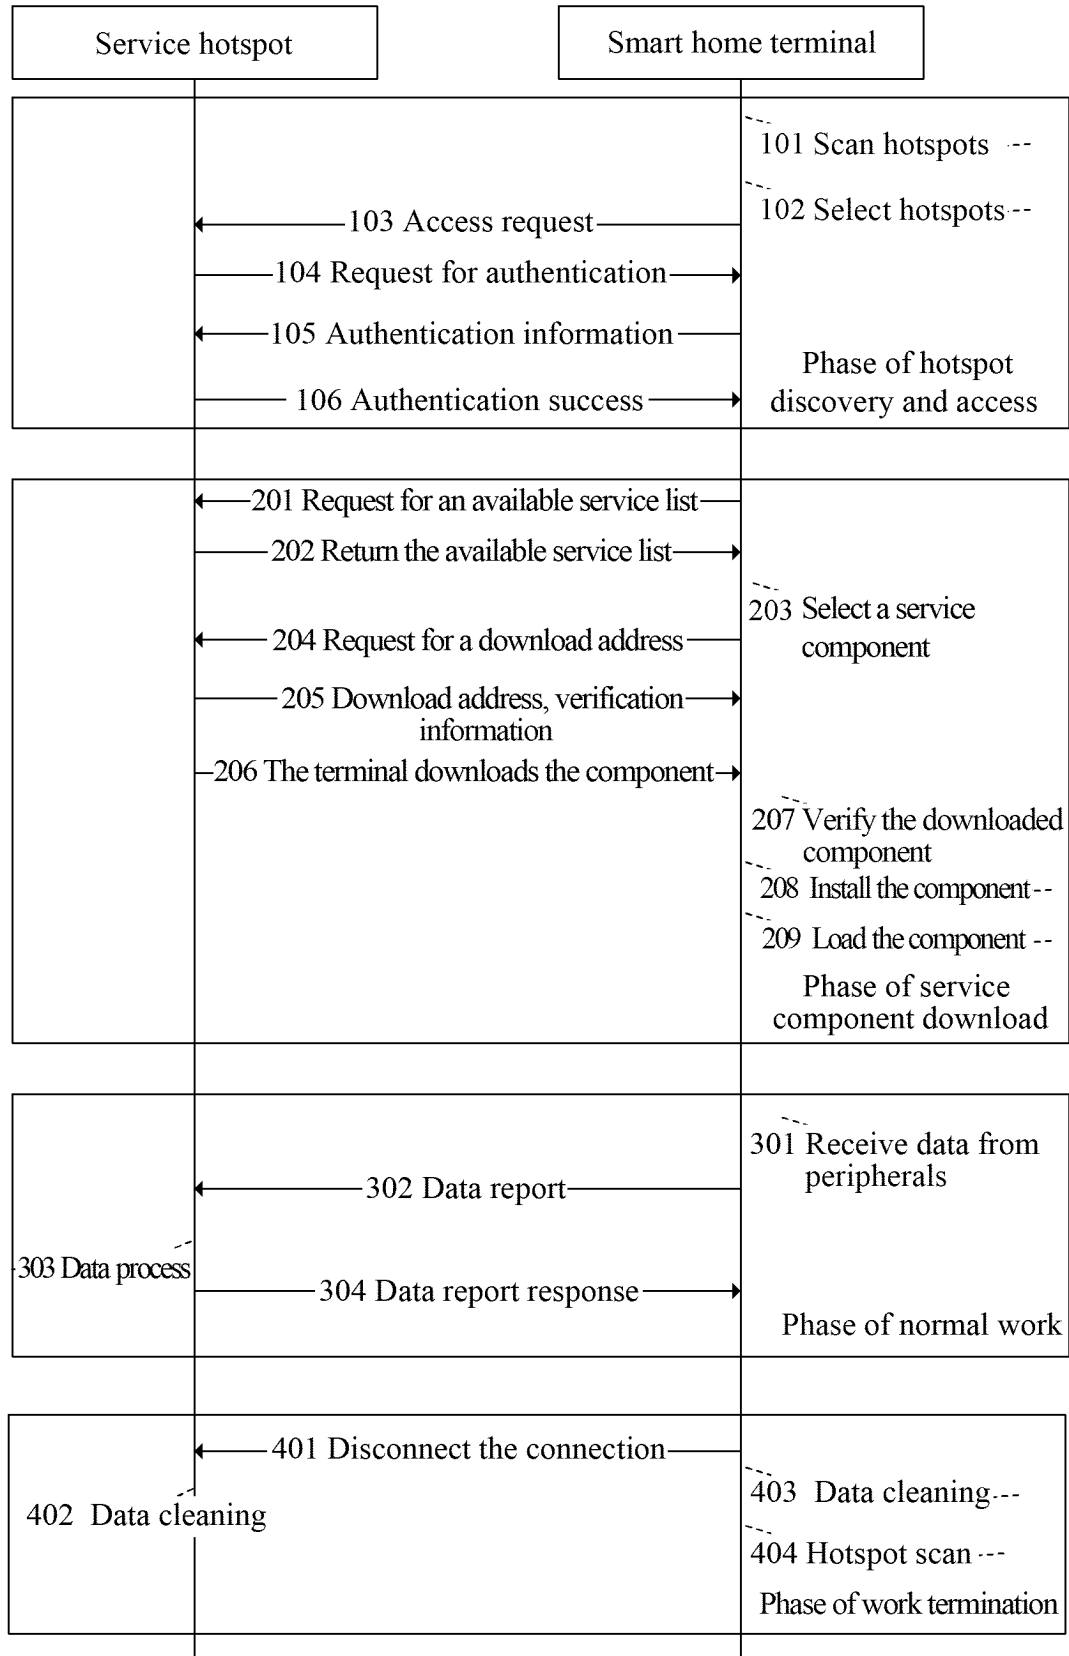 Service hotspot
Smart home terminal
101 Scan hotspots
102 Select hotspots
103 Access request
104 Request for authentication
105 Authentication information
Phase of hotspot
discovery and access
106 Authentication success
201 Request for an available service list
202 Return the available service list
203 Select a service
component
204 Request for a download address
205 Download address, verification
information
206 The terminal downloads the component
207 Verify the downloaded
component
208 Install the component
209 Load the component
Phase of service
component download
301 Receive data from
peripherals
302 Data report
303 Data process
304 Data report response
Phase of normal work
401 Disconnect the connection
403 Data cleaning
402 Data cleaning
404 Hotspot scan
Phase of work termination